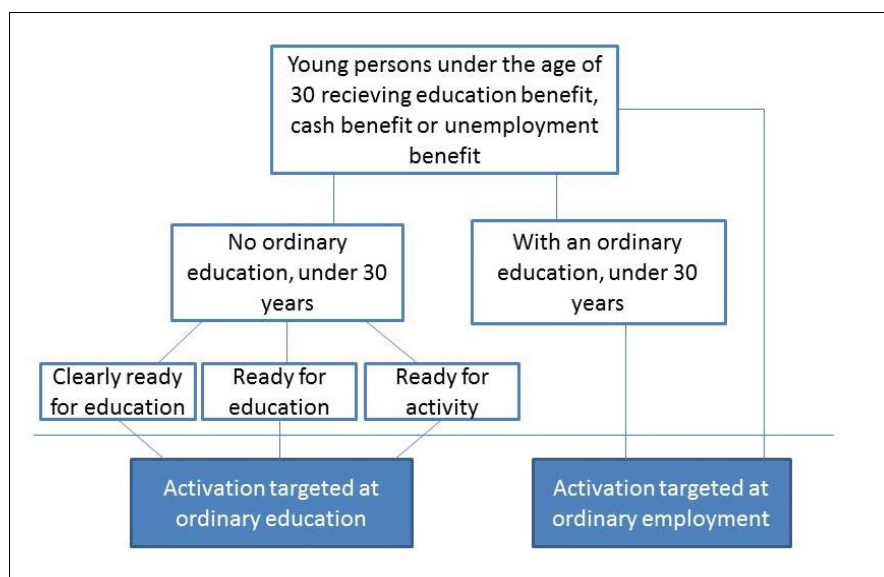 Young persons under the age of
30 recieving education benefit,
cash benefit or unemployment
benefit
No ordinary
education, under 30
years
With an ordinary
education, under 30
years
Clearly ready
for education
Ready for
education
Ready for
activity
Activation targeted at
ordinary education
Activation targeted at
ordinary employment